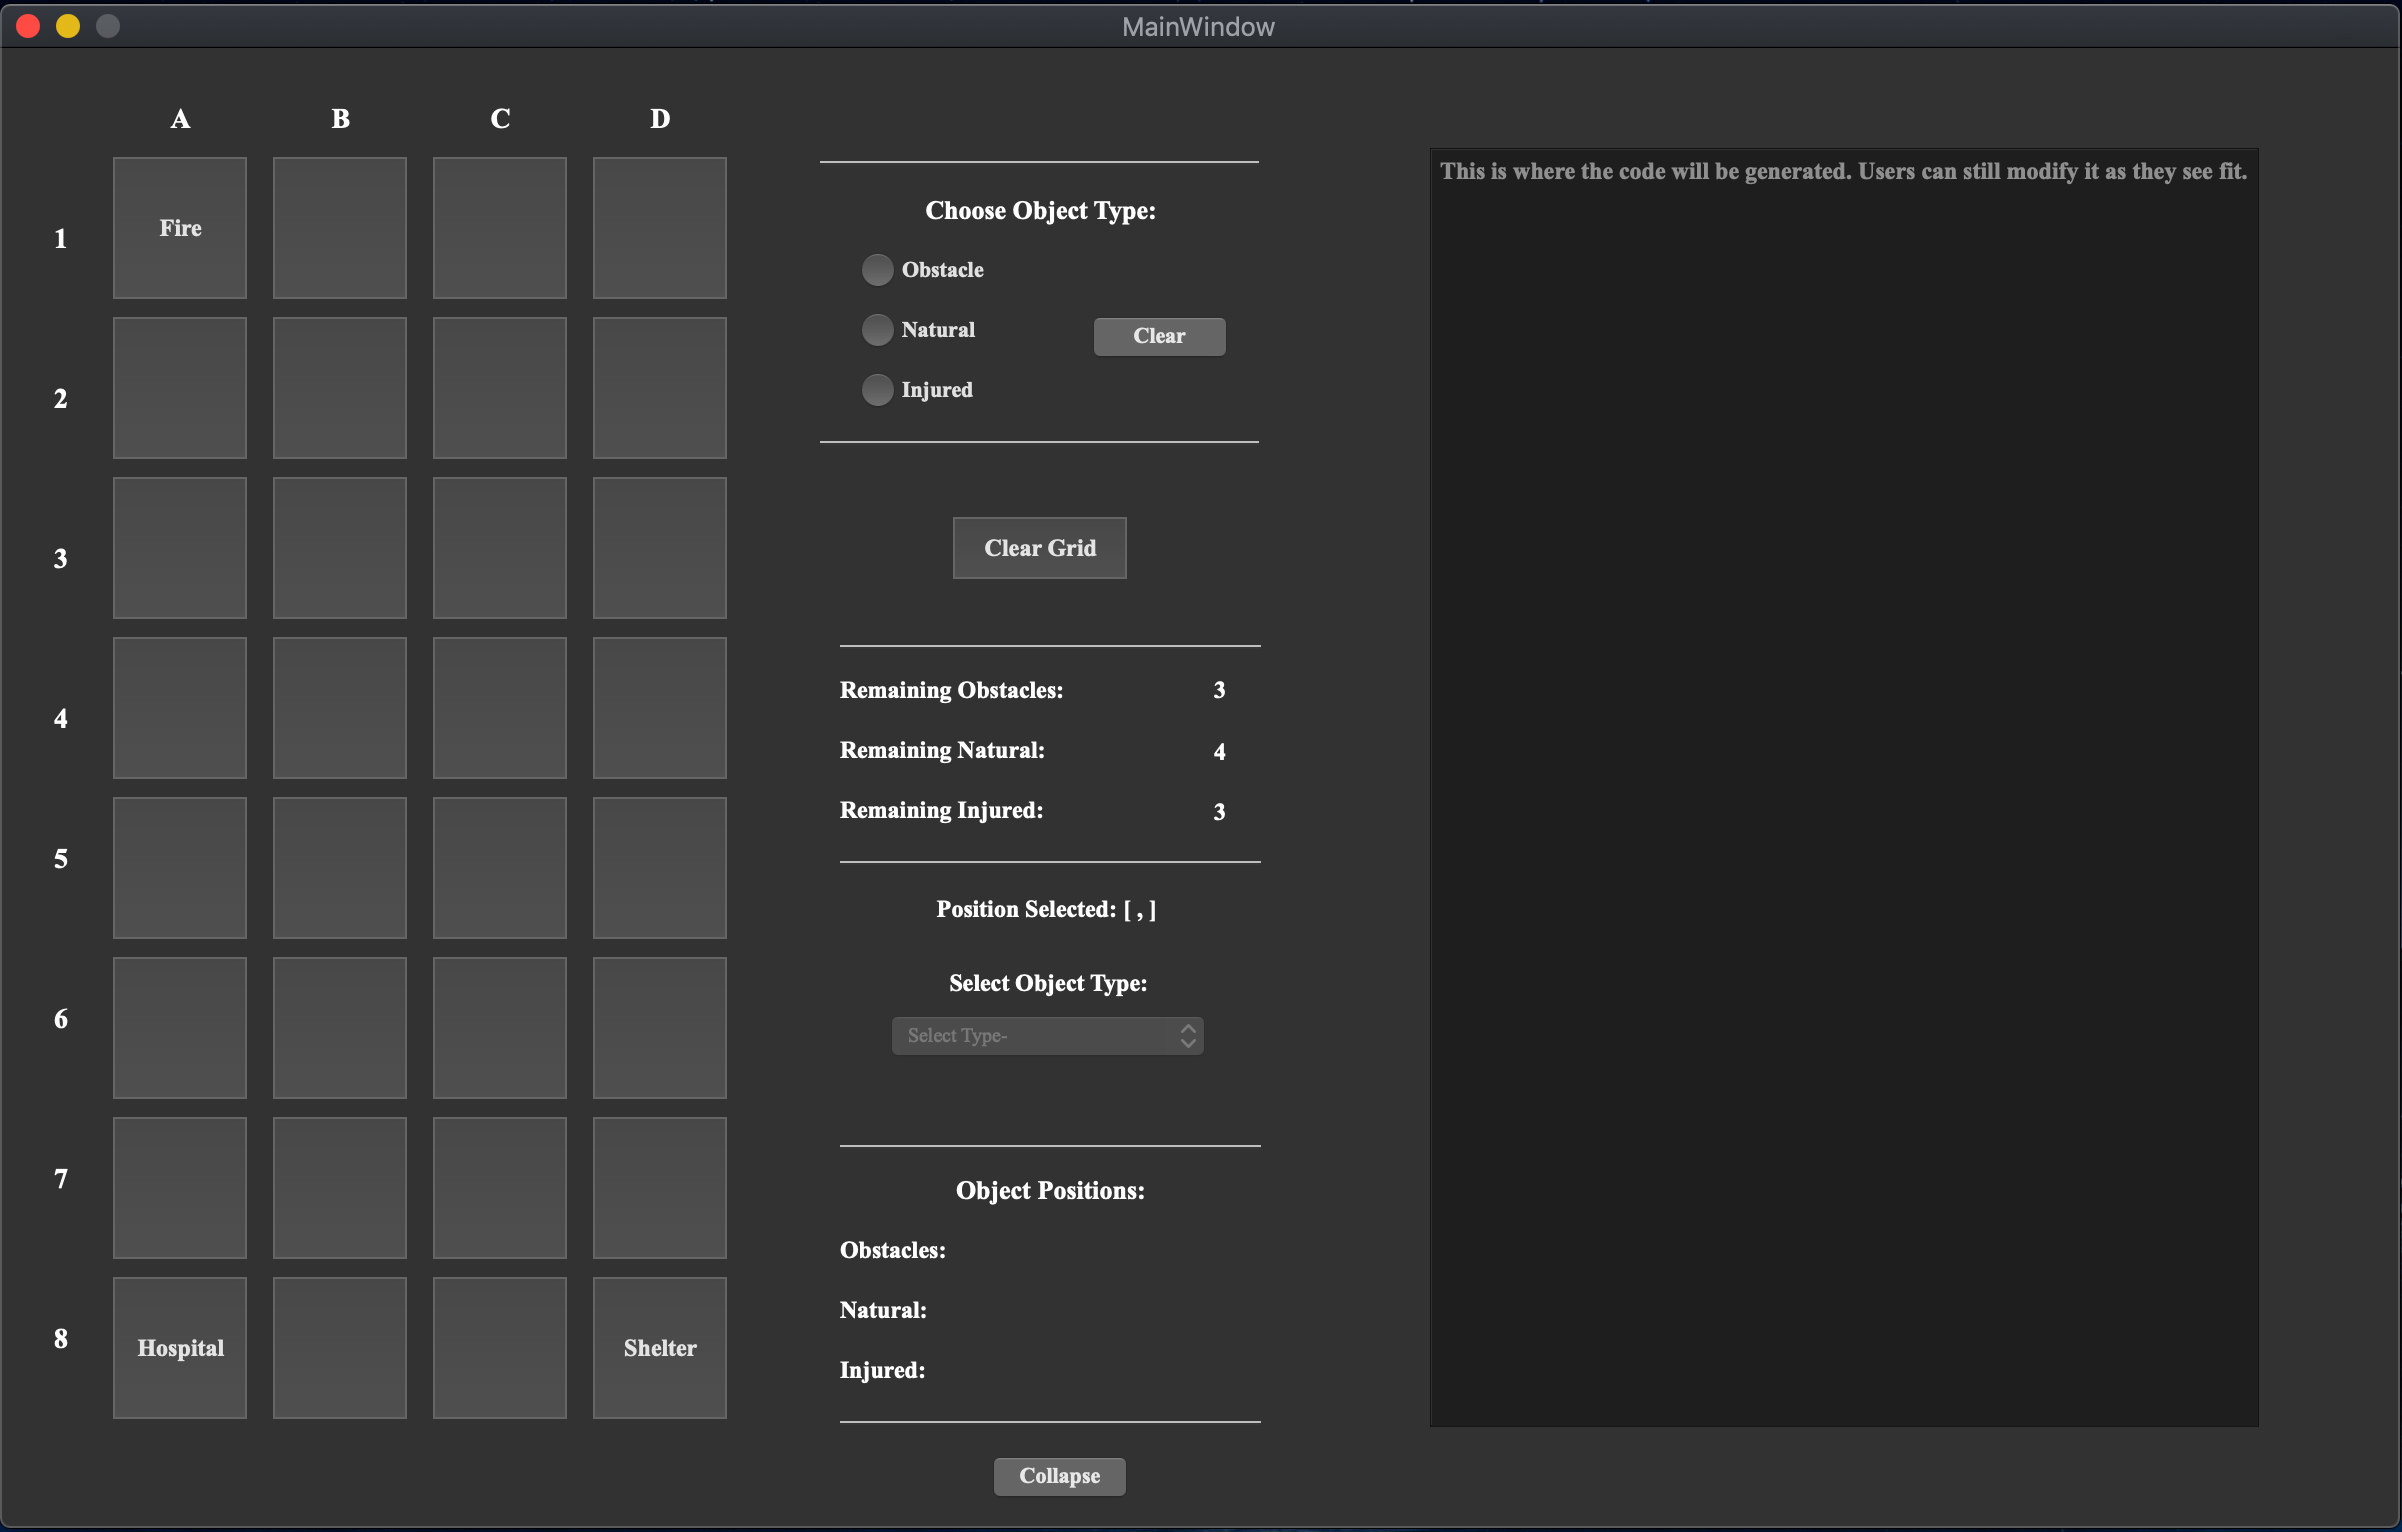 MainWindow
A B C D
1 Fire
2
3
4
5
6
7
8 Hospital Shelter
Choose Object Type:
Obstacle
Natural
Clear
Injured
Clear Grid
Remaining Obstacles: 3
Remaining Natural: 4
Remaining Injured: 3
Position Selected: [ , ]
Select Object Type:
Select Type-
Object Positions:
Obstacles:
Natural:
Injured:
Collapse
This is where the code will be generated. Users can still modify it as they see fit.